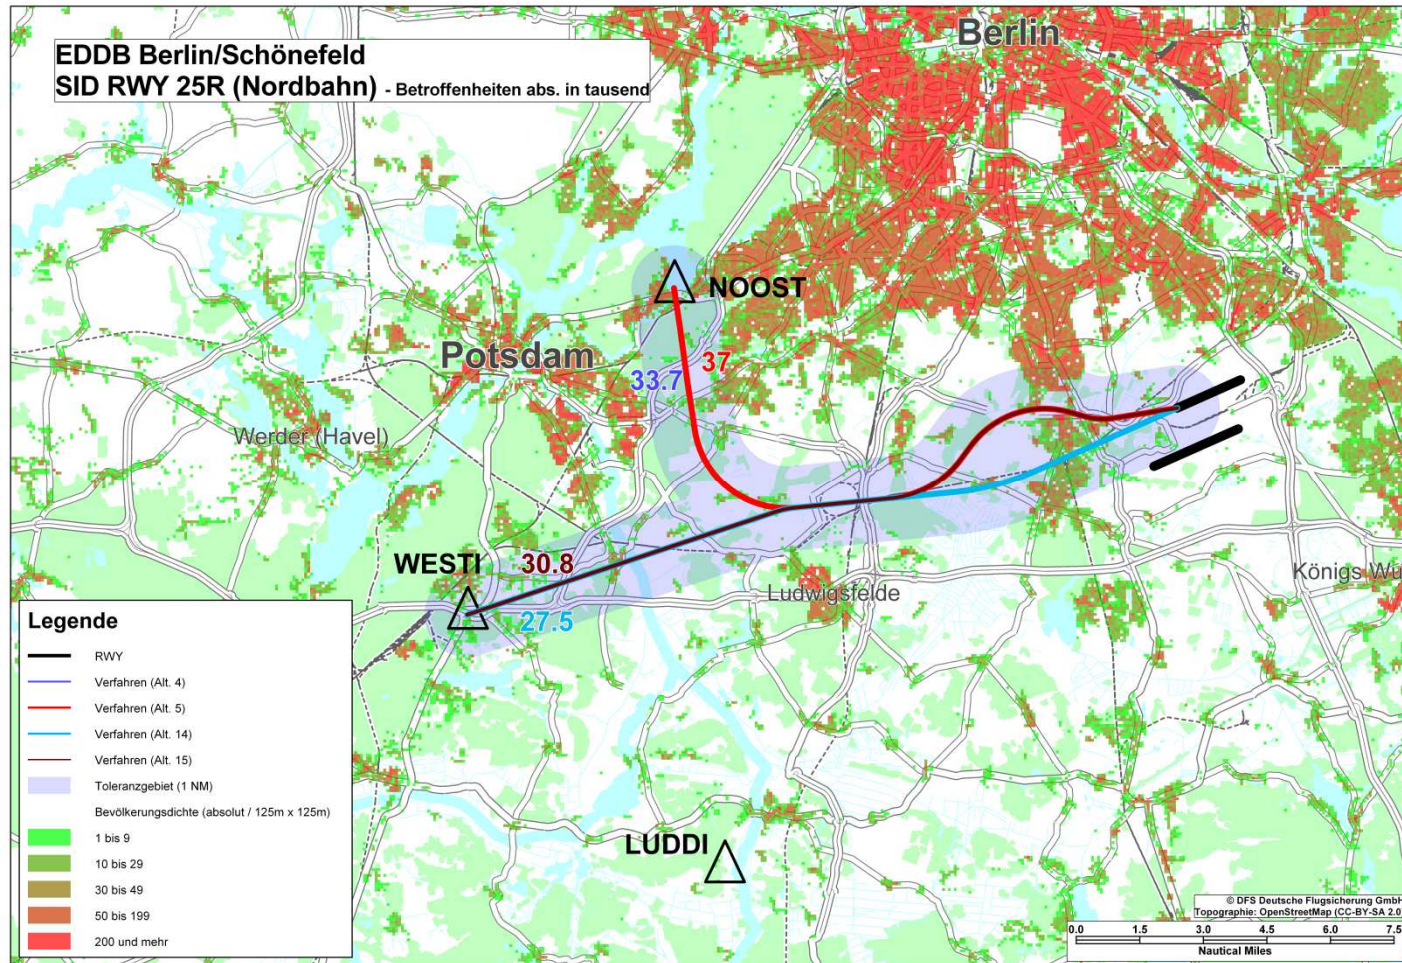 EDDB Berlin/Schönefeld
SID RWY 25R (Nordbahn) - Betroffenheiten abs. in tausend
Berlin
NOOST
Potsdam
33.7
37
Werder (Havel)
WESTI
30.8
27.5
Ludwigsfelde
Königs Wu
LUDDI
Legende
RWY
Verfahren (Alt. 4)
Verfahren (Alt. 5)
Verfahren (Alt. 14)
Verfahren (Alt. 15)
Toleranzgebiet (1 NM)
Bevölkerungsdichte (absolut / 125m x 125m)
1 bis 9
10 bis 29
30 bis 49
50 bis 199
200 und mehr
© DFS Deutsche Flugsicherung GmbH
Topographie: OpenStreetMap (CC-BY-SA 2.0)
0.0 1.5 3.0 4.5 6.0 7.5
Nautical Miles